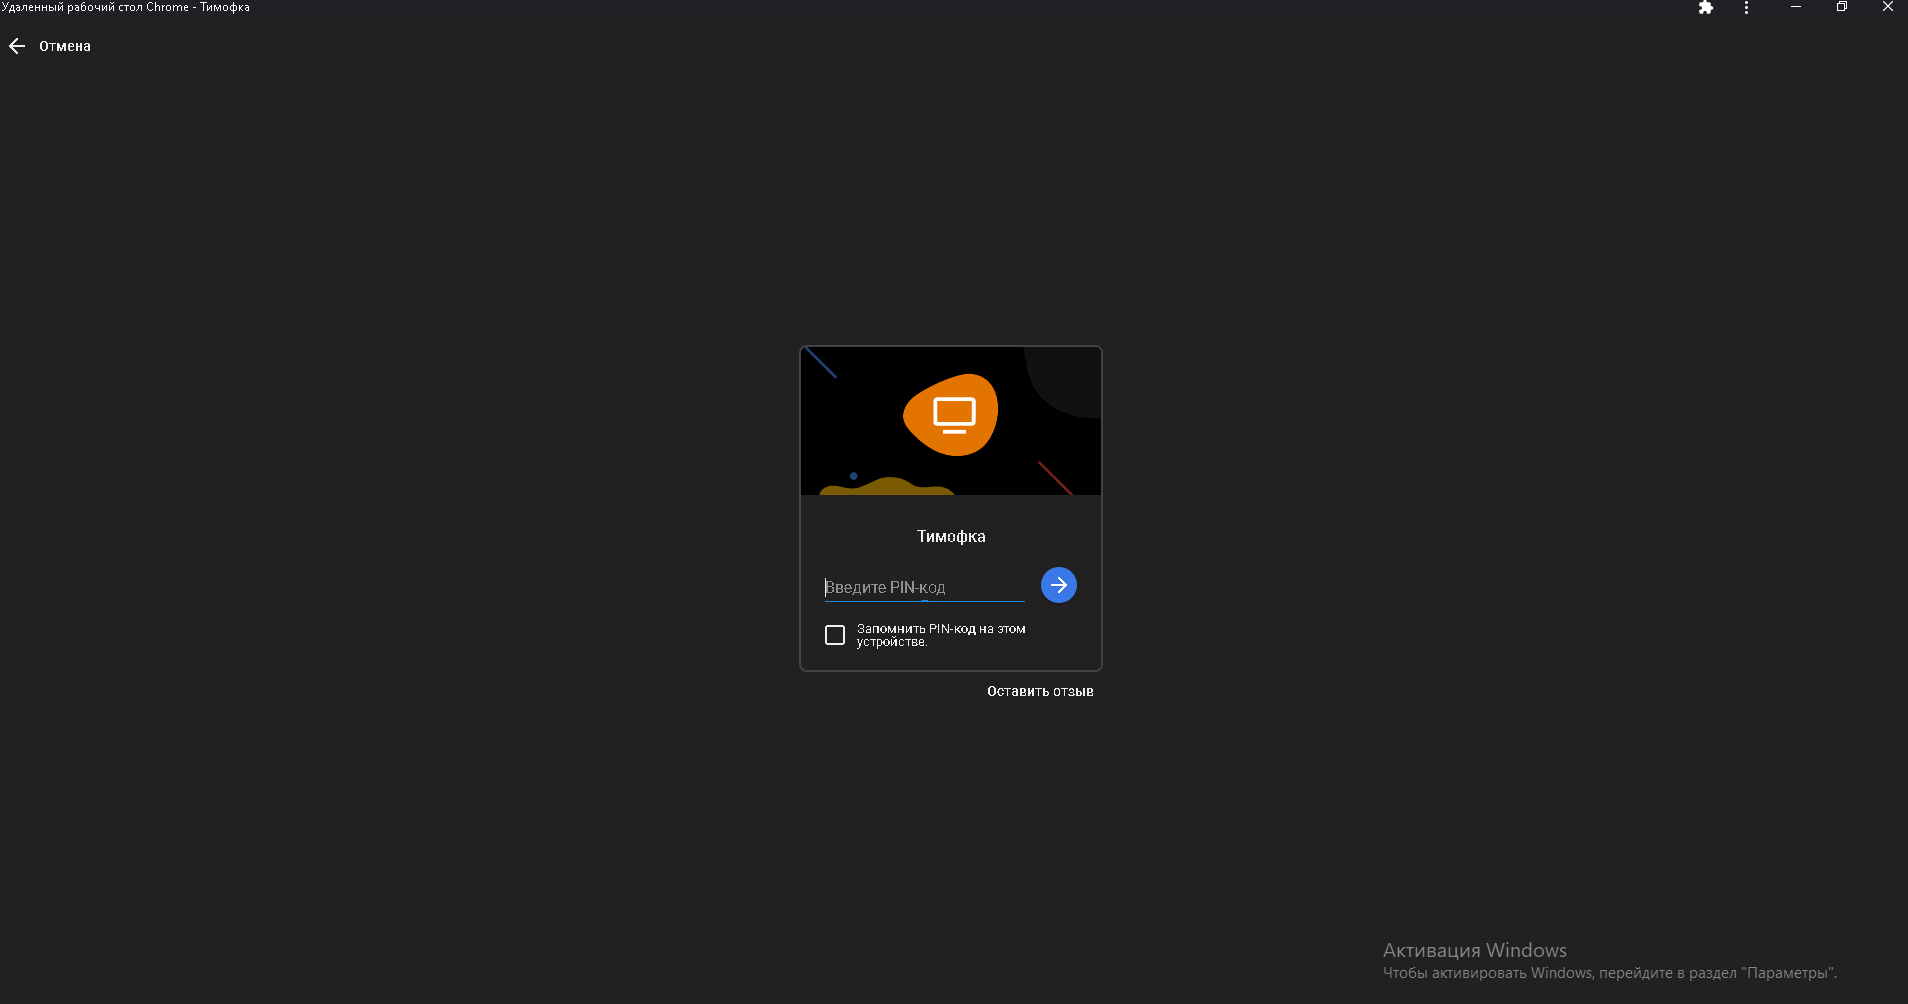 Удаленный рабочий стол Chrome - Тимофка
Отмена
Тимофка
Введите PIN-код
Запомнить PIN-код на этом
устройстве.
Оставить отзыв
Активация Windows
Чтобы активировать Windows, перейдите в раздел "Параметры".